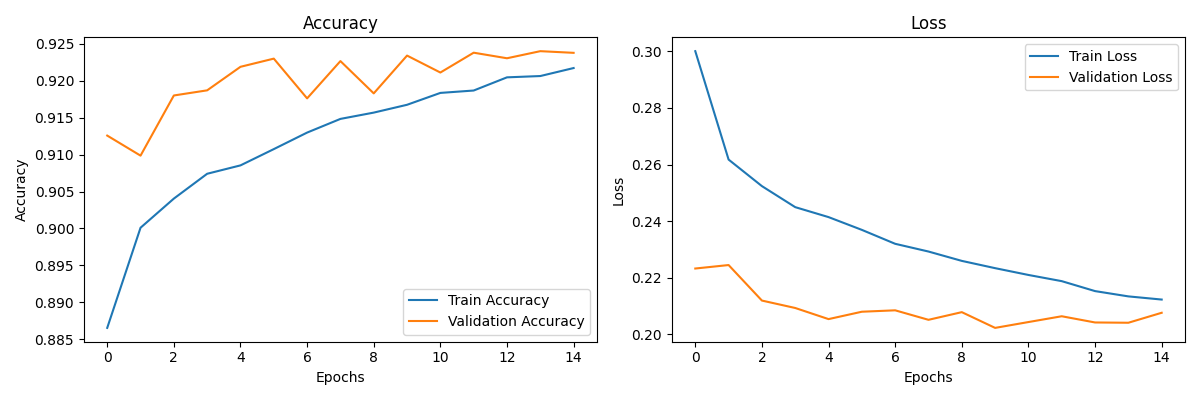 Accuracy
0.925
0.920
0.915
0.910
0.905
0.900
0.895
0.890
0.885
Accuracy
Train Accuracy
Validation Accuracy
0 2 4 6 8 10 12 14
Epochs
Loss
0.30
0.28
0.26
0.24
0.22
0.20
Loss
Train Loss
Validation Loss
0 2 4 6 8 10 12 14
Epochs